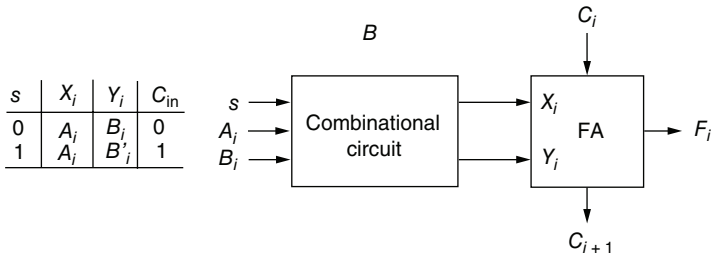 B
s X_i Y_i C_in
0 A_i B_i 0
1 A_i B'_i 1
s
A_i
B_i
Combinational
circuit
C_i
X_i
FA
Y_i
F_i
C_{i + 1}